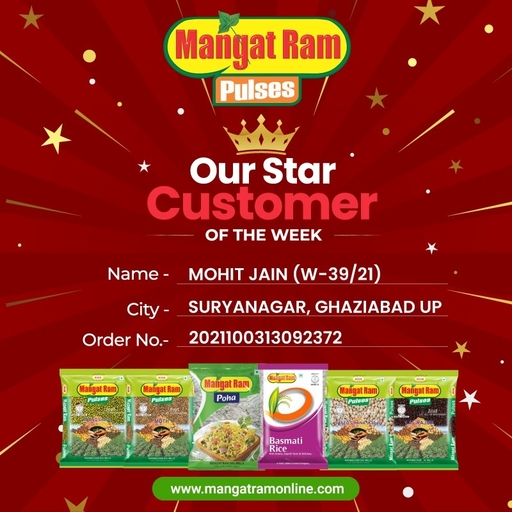 Mangat Ram
Pulses
Our Star
Customer
OF THE WEEK
Name - MOHIT JAIN (W-39/21)
City - SURYANAGAR, GHAZIABAD UP
Order No.- 2021100313092372
Mangat Ram
Pulses
Mangat Ram
Pulses
MOTH
Mangat Ram
Poha
Mangat Ram
Basmati
Rice
Mangat Ram
Pulses
Mangat Ram
Pulses
www.mangatramonline.com